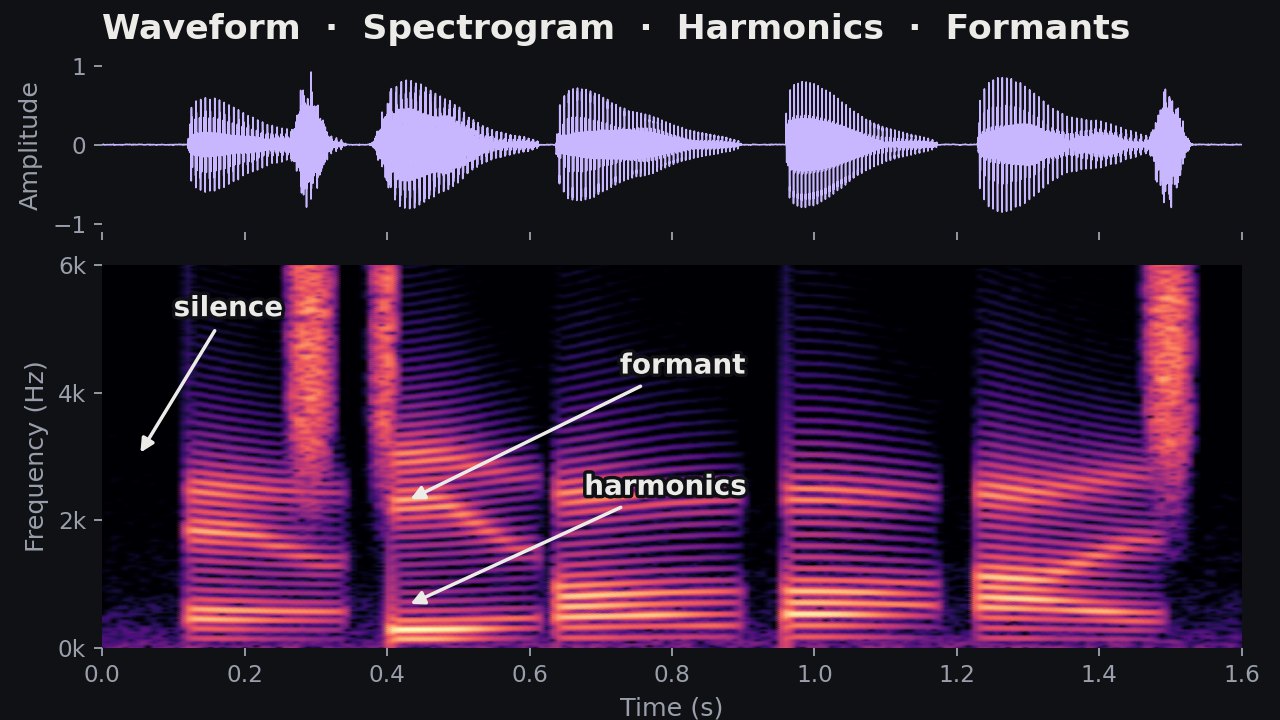 Waveform · Spectrogram · Harmonics · Formants
Amplitude
1
0
−1
Frequency (Hz)
6k
4k
2k
0k
silence
formant
harmonics
0.0 0.2 0.4 0.6 0.8 1.0 1.2 1.4 1.6
Time (s)